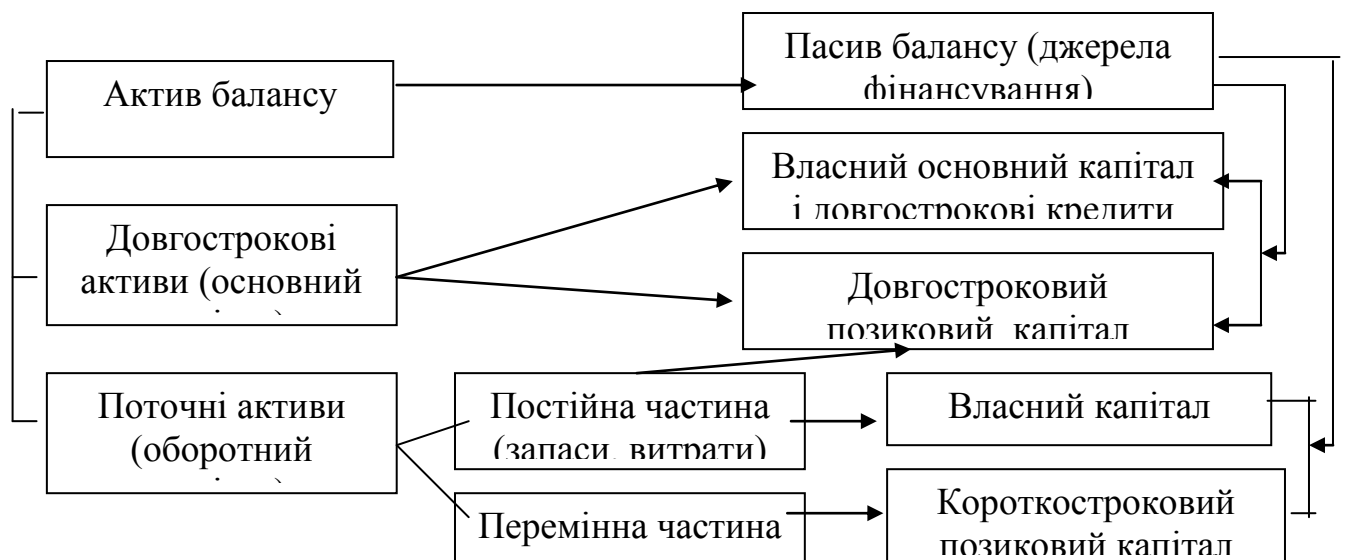 Пасив балансу (джерела
фінансування)
Актив балансу
Власний основний капітал
і довгострокові кредити
Довгострокові
активи (основний
Довгостроковий
позиковий капітал
Поточні активи
(оборотний
Постійна частина
(запаси, витрати)
Власний капітал
Перемінна частина
Короткостроковий
позиковий капітал